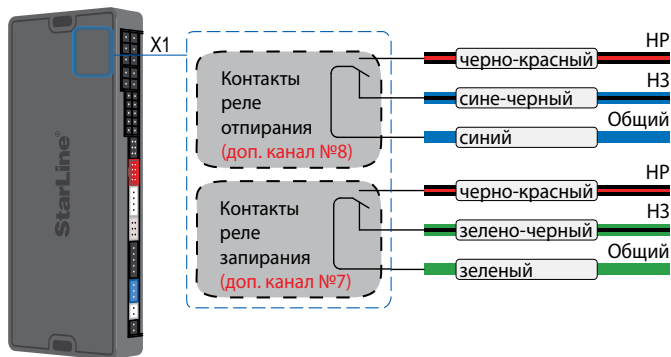 StarLine®
X1
Контакты
реле
отпирания
(доп. канал №8)
черно-красный
НР
сине-черный
НЗ
синий
Общий
Контакты
реле
запирания
(доп. канал №7)
черно-красный
НР
зелено-черный
НЗ
зеленый
Общий